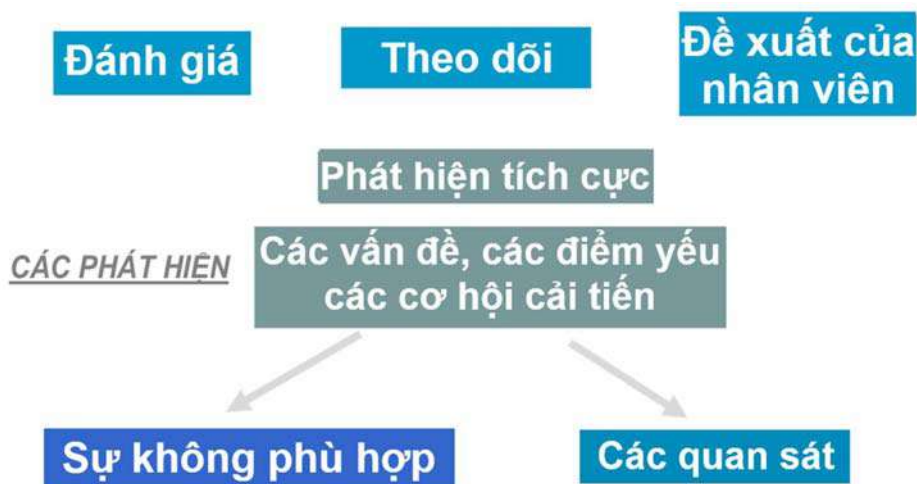 Đánh giá
Theo dõi
Đề xuất của
nhân viên
Phát hiện tích cực
CÁC PHÁT HIỆN
Các vấn đề, các điểm yếu
các cơ hội cải tiến
Sự không phù hợp
Các quan sát